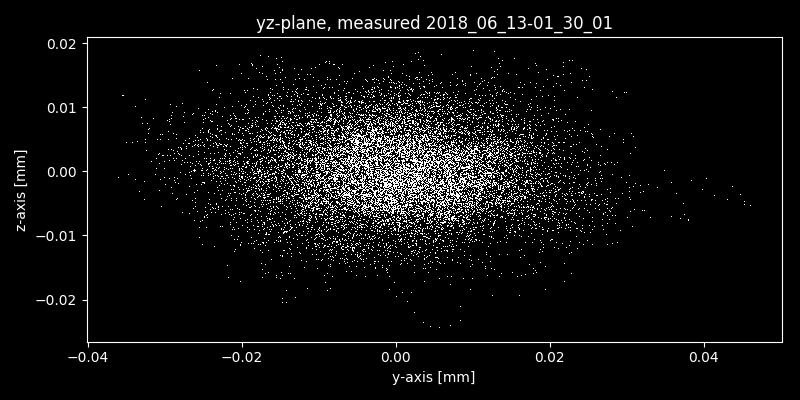 yz-plane, measured 2018_06_13-01_30_01
0.02
0.01
0.00
−0.01
−0.02
z-axis [mm]
−0.04 −0.02 0.00 0.02 0.04
y-axis [mm]